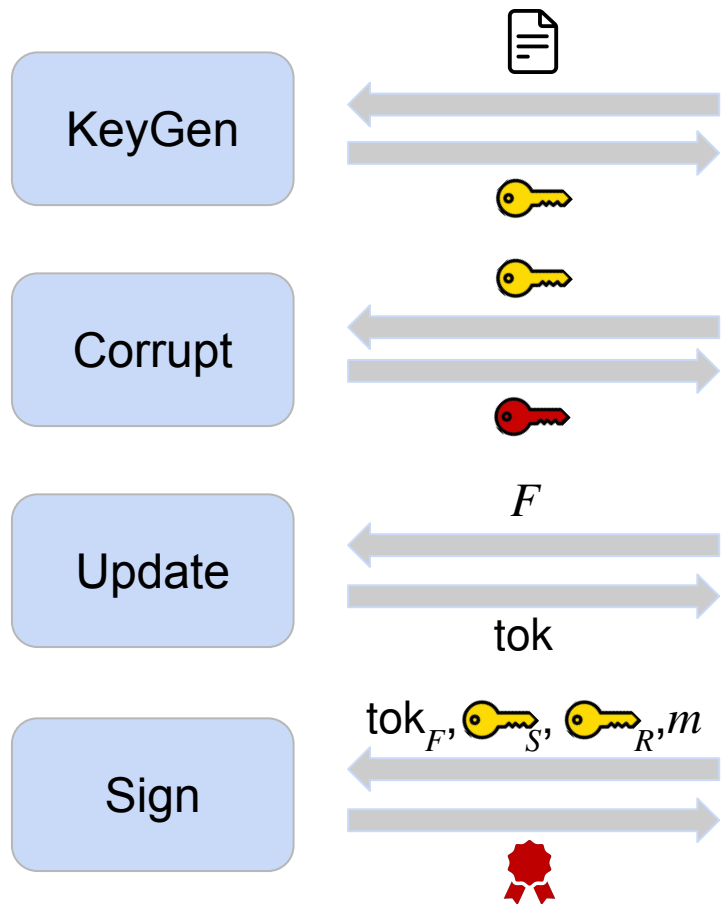 KeyGen
Corrupt
F
Update
tok
tok_F, _S, _R,m
Sign